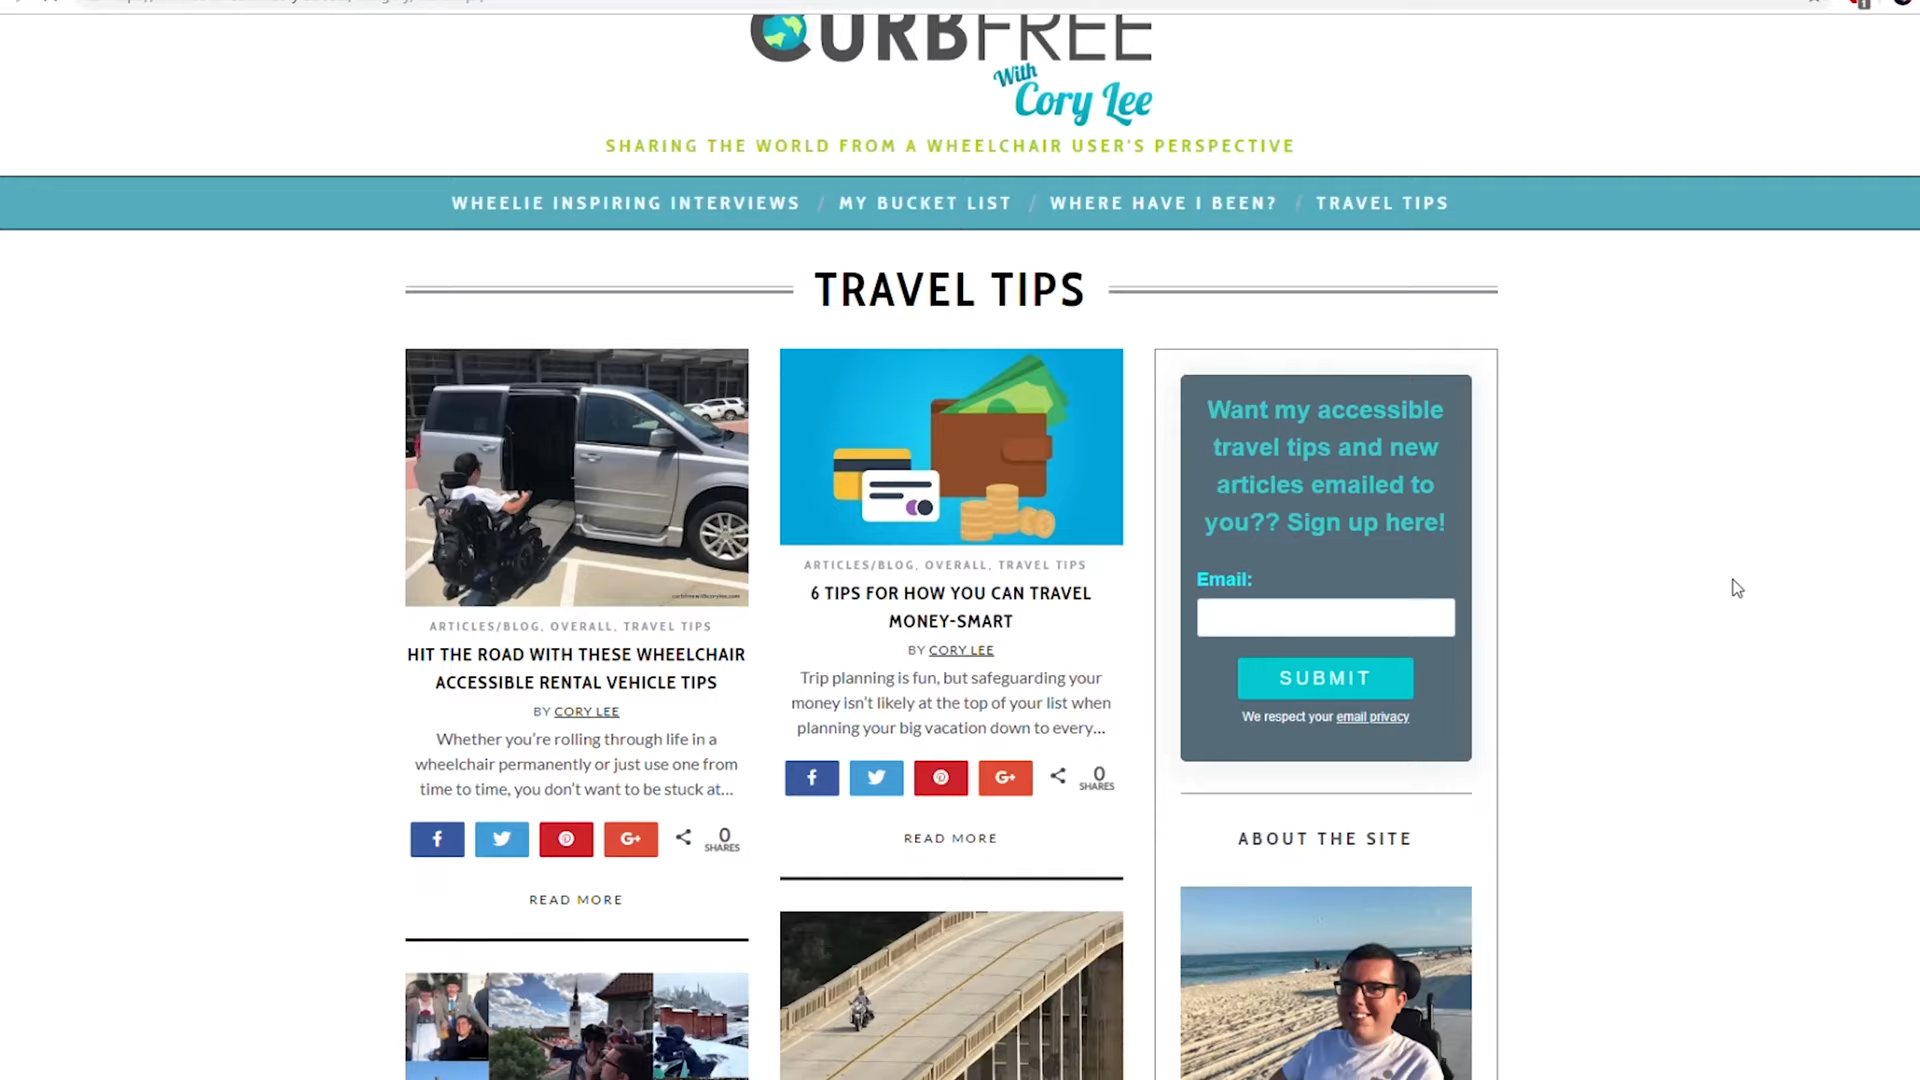 CURBFREE
With
Cory Lee
SHARING THE WORLD FROM A WHEELCHAIR USER'S PERSPECTIVE
WHEELIE INSPIRING INTERVIEWS / MY BUCKET LIST / WHERE HAVE I BEEN? / TRAVEL TIPS
TRAVEL TIPS
curbfreewithcorylee.com
ARTICLES/BLOG, OVERALL, TRAVEL TIPS
HIT THE ROAD WITH THESE WHEELCHAIR
ACCESSIBLE RENTAL VEHICLE TIPS
BY CORY LEE
Whether you're rolling through life in a
wheelchair permanently or just use one from
time to time, you don't want to be stuck at...
0
SHARES
READ MORE
ARTICLES/BLOG, OVERALL, TRAVEL TIPS
6 TIPS FOR HOW YOU CAN TRAVEL
MONEY-SMART
BY CORY LEE
Trip planning is fun, but safeguarding your
money isn't likely at the top of your list when
planning your big vacation down to every...
0
SHARES
READ MORE
Want my accessible
travel tips and new
articles emailed to
you?? Sign up here!
Email:
SUBMIT
We respect your email privacy
ABOUT THE SITE